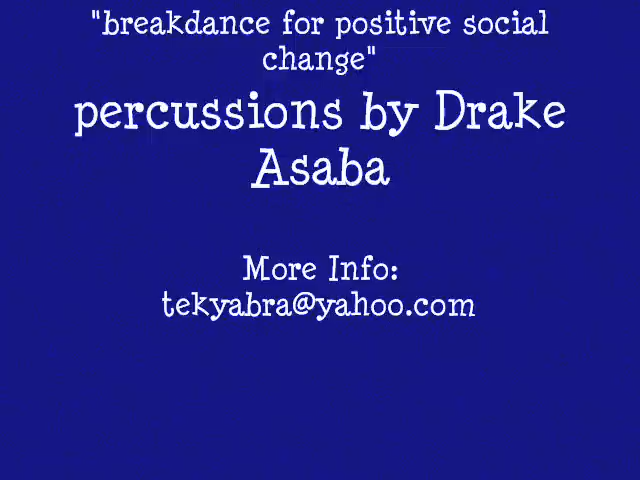 "breakdance for positive social
change"
percussions by Drake
Asaba
More Info:
tekyabra@yahoo.com